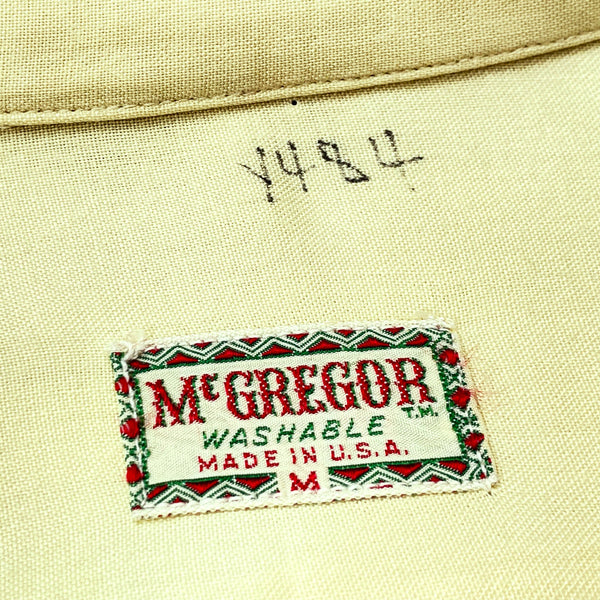 Y484
McGREGOR
T.M.
WASHABLE
MADE IN U.S.A.
M